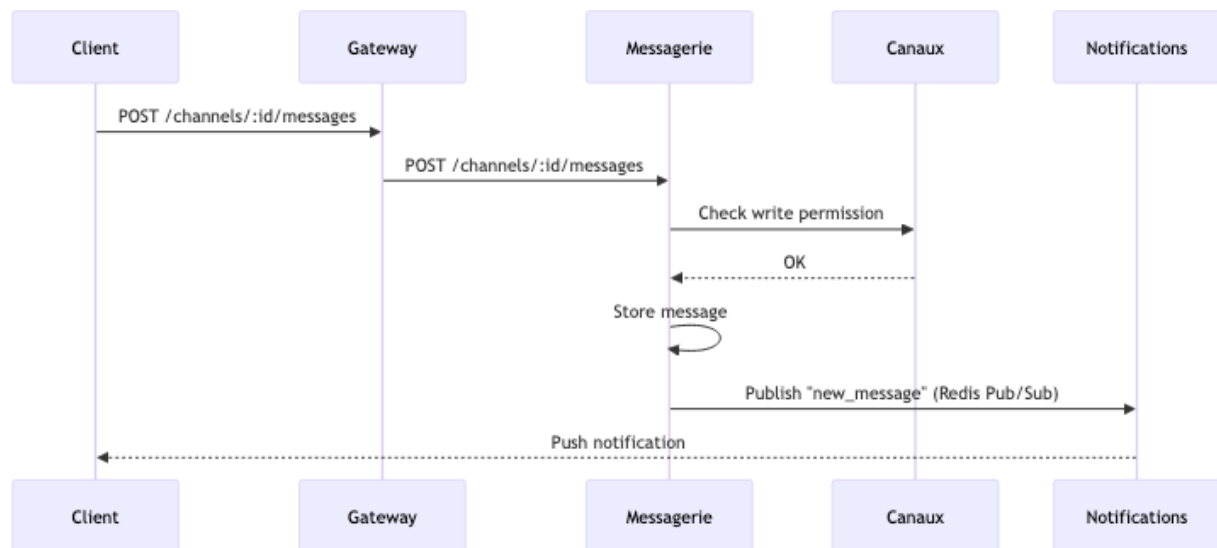 Client
Gateway
Messagerie
Canaux
Notifications
POST /channels/:id/messages
POST /channels/:id/messages
Check write permission
OK
Store message
Publish "new_message" (Redis Pub/Sub)
Push notification
Client
Gateway
Messagerie
Canaux
Notifications